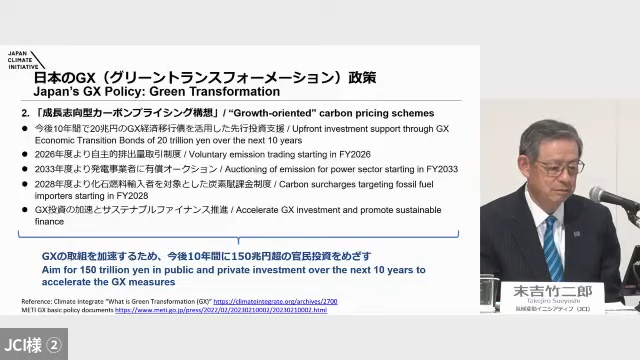 JAPAN
CLIMATE
INITIATIVE
日本のGX（グリーントランスフォーメーション）政策
Japan's GX Policy: Green Transformation
2. 「成長志向型カーボンプライシング構想」/ “Growth-oriented” carbon pricing schemes
● 今後10年間で20兆円のGX経済移行債を活用した先行投資支援 / Upfront investment support through GX
Economic Transition Bonds of 20 trillion yen over the next 10 years
● 2026年度より自主的排出量取引制度 / Voluntary emission trading starting in FY2026
● 2033年度より発電事業者に有償オークション / Auctioning of emission for power sector starting in FY2033
● 2028年度より化石燃料輸入者を対象とした炭素賦課金制度 / Carbon surcharges targeting fossil fuel
importers starting in FY2028
● GX投資の加速とサステナブルファイナンス推進 / Accelerate GX investment and promote sustainable
finance
GXの取組を加速するため、今後10年間に150兆円超の官民投資をめざす
Aim for 150 trillion yen in public and private investment over the next 10 years to
accelerate the GX measures
Reference: Climate Integrate "What is Green Transformation (GX)" https://climateintegrate.org/archives/2700
METI GX basic policy documents https://www.meti.go.jp/press/2022/02/20230210002/20230210002.html
末吉竹二郎
Takejiro Sueyoshi
気候変動イニシアティブ（JCI）
JCI様 ②